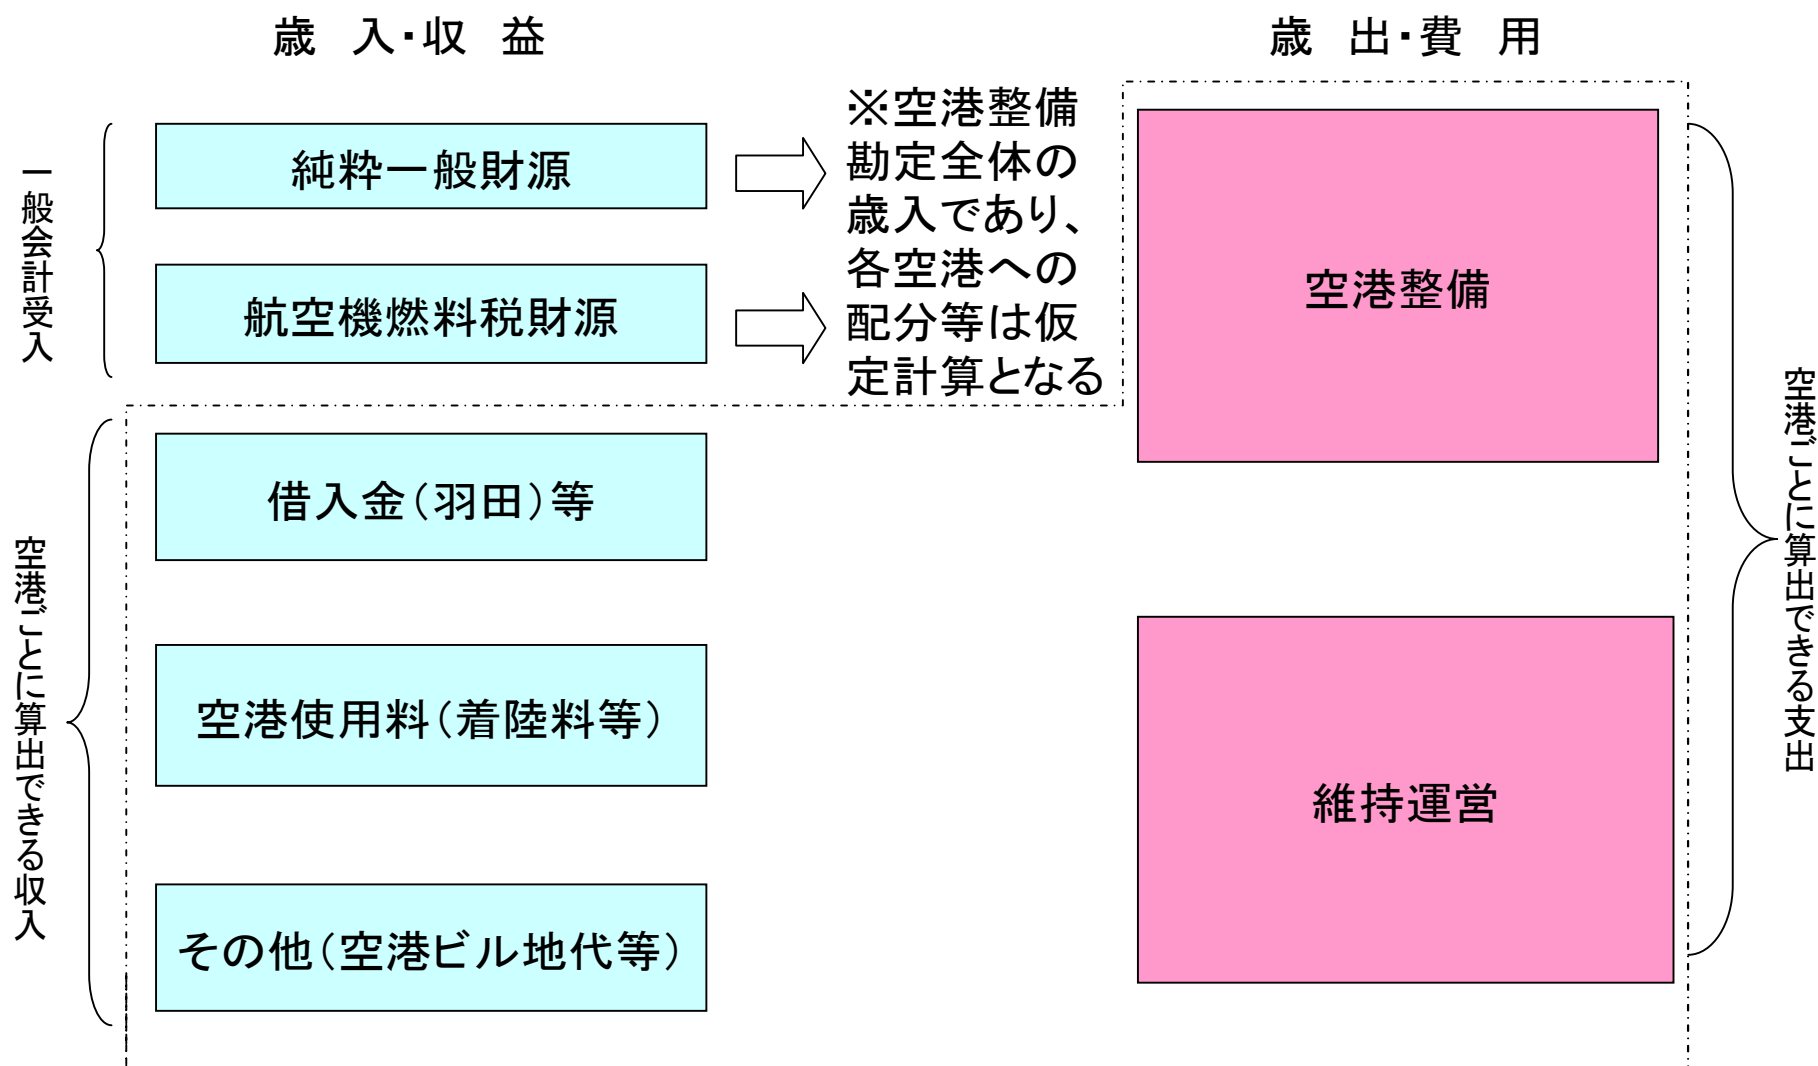 歳　入・収　益
歳　出・費　用
一般会計受入
純粋一般財源
航空機燃料税財源
※空港整備
勘定全体の
歳入であり、
各空港への
配分等は仮
定計算となる
空港整備
空港ごとに算出できる収入
借入金（羽田）等
空港使用料（着陸料等）
その他（空港ビル地代等）
維持運営
空港ごとに算出できる支出